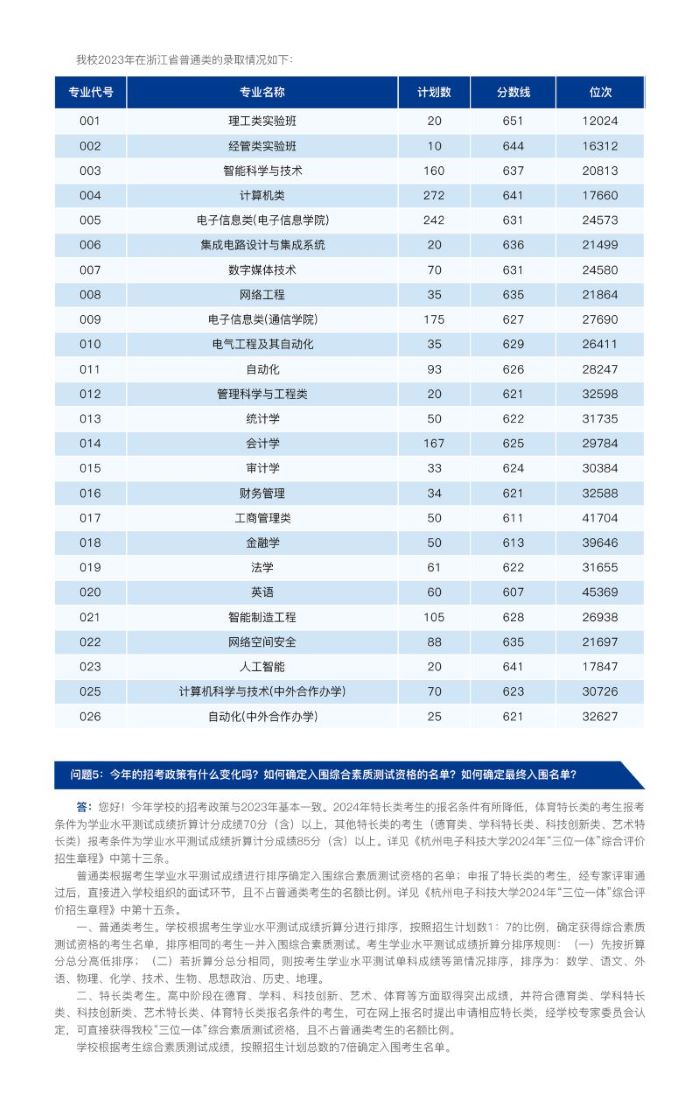 我校2023年在浙江省普通类的录取情况如下:
专业代号 专业名称 计划数 分数线 位次
001 理工类实验班 20 651 12024
002 经管类实验班 10 644 16312
003 智能科学与技术 160 637 20813
004 计算机类 272 641 17660
005 电子信息类(电子信息学院) 242 631 24573
006 集成电路设计与集成系统 20 636 21499
007 数字媒体技术 70 631 24580
008 网络工程 35 635 21864
009 电子信息类(通信学院) 175 627 27690
010 电气工程及其自动化 35 629 26411
011 自动化 93 626 28247
012 管理科学与工程类 20 621 32598
013 统计学 50 622 31735
014 会计学 167 625 29784
015 审计学 33 624 30384
016 财务管理 34 621 32588
017 工商管理类 50 611 41704
018 金融学 50 613 39646
019 法学 61 622 31655
020 英语 60 607 45369
021 智能制造工程 105 628 26938
022 网络空间安全 88 635 21697
023 人工智能 20 641 17847
025 计算机科学与技术(中外合作办学) 70 623 30726
026 自动化(中外合作办学) 25 621 32627
问题5：今年的招考政策有什么变化吗？如何确定入围综合素质测试资格的名单？如何确定最终入围名单？
答：您好！今年学校的招考政策与2023年基本一致。2024年特长类考生的报名条件有所降低，体育特长类的考生报考
条件为学业水平测试成绩折算计分成绩70分（含）以上，其他特长类的考生（德育类、学科特长类、科技创新类、艺术特
长类）报考条件为学业水平测试成绩折算计分成绩85分（含）以上。详见《杭州电子科技大学2024年“三位一体”综合评价
招生章程》中第十三条。
普通类根据考生学业水平测试成绩进行排序确定入围综合素质测试资格的名单；申报了特长类的考生，经专家评审通
过后，直接进入学校组织的面试环节，且不占普通类考生的名额比例。详见《杭州电子科技大学2024年“三位一体”综合评
价招生章程》中第十五条。
一、普通类考生。学校根据考生学业水平测试成绩折算分进行排序，按照招生计划数1：7的比例，确定获得综合素质
测试资格的考生名单，排序相同的考生一并入围综合素质测试。考生学业水平测试成绩折算分排序规则：（一）先按折算
分总分高低排序；（二）若折算分总分相同，则按考生学业水平测试单科成绩等第情况排序，排序为：数学、语文、外
语、物理、化学、技术、生物、思想政治、历史、地理。
二、特长类考生。高中阶段在德育、学科、科技创新、艺术、体育等方面取得突出成绩，并符合德育类、学科特长
类、科技创新类、艺术特长类、体育特长类报名条件的考生，可在网上报名时提出申请相应特长类，经学校专家委员会认
定，可直接获得我校“三位一体”综合素质测试资格，且不占普通类考生的名额比例。
学校根据考生综合素质测试成绩，按照招生计划总数的7倍确定入围考生名单。